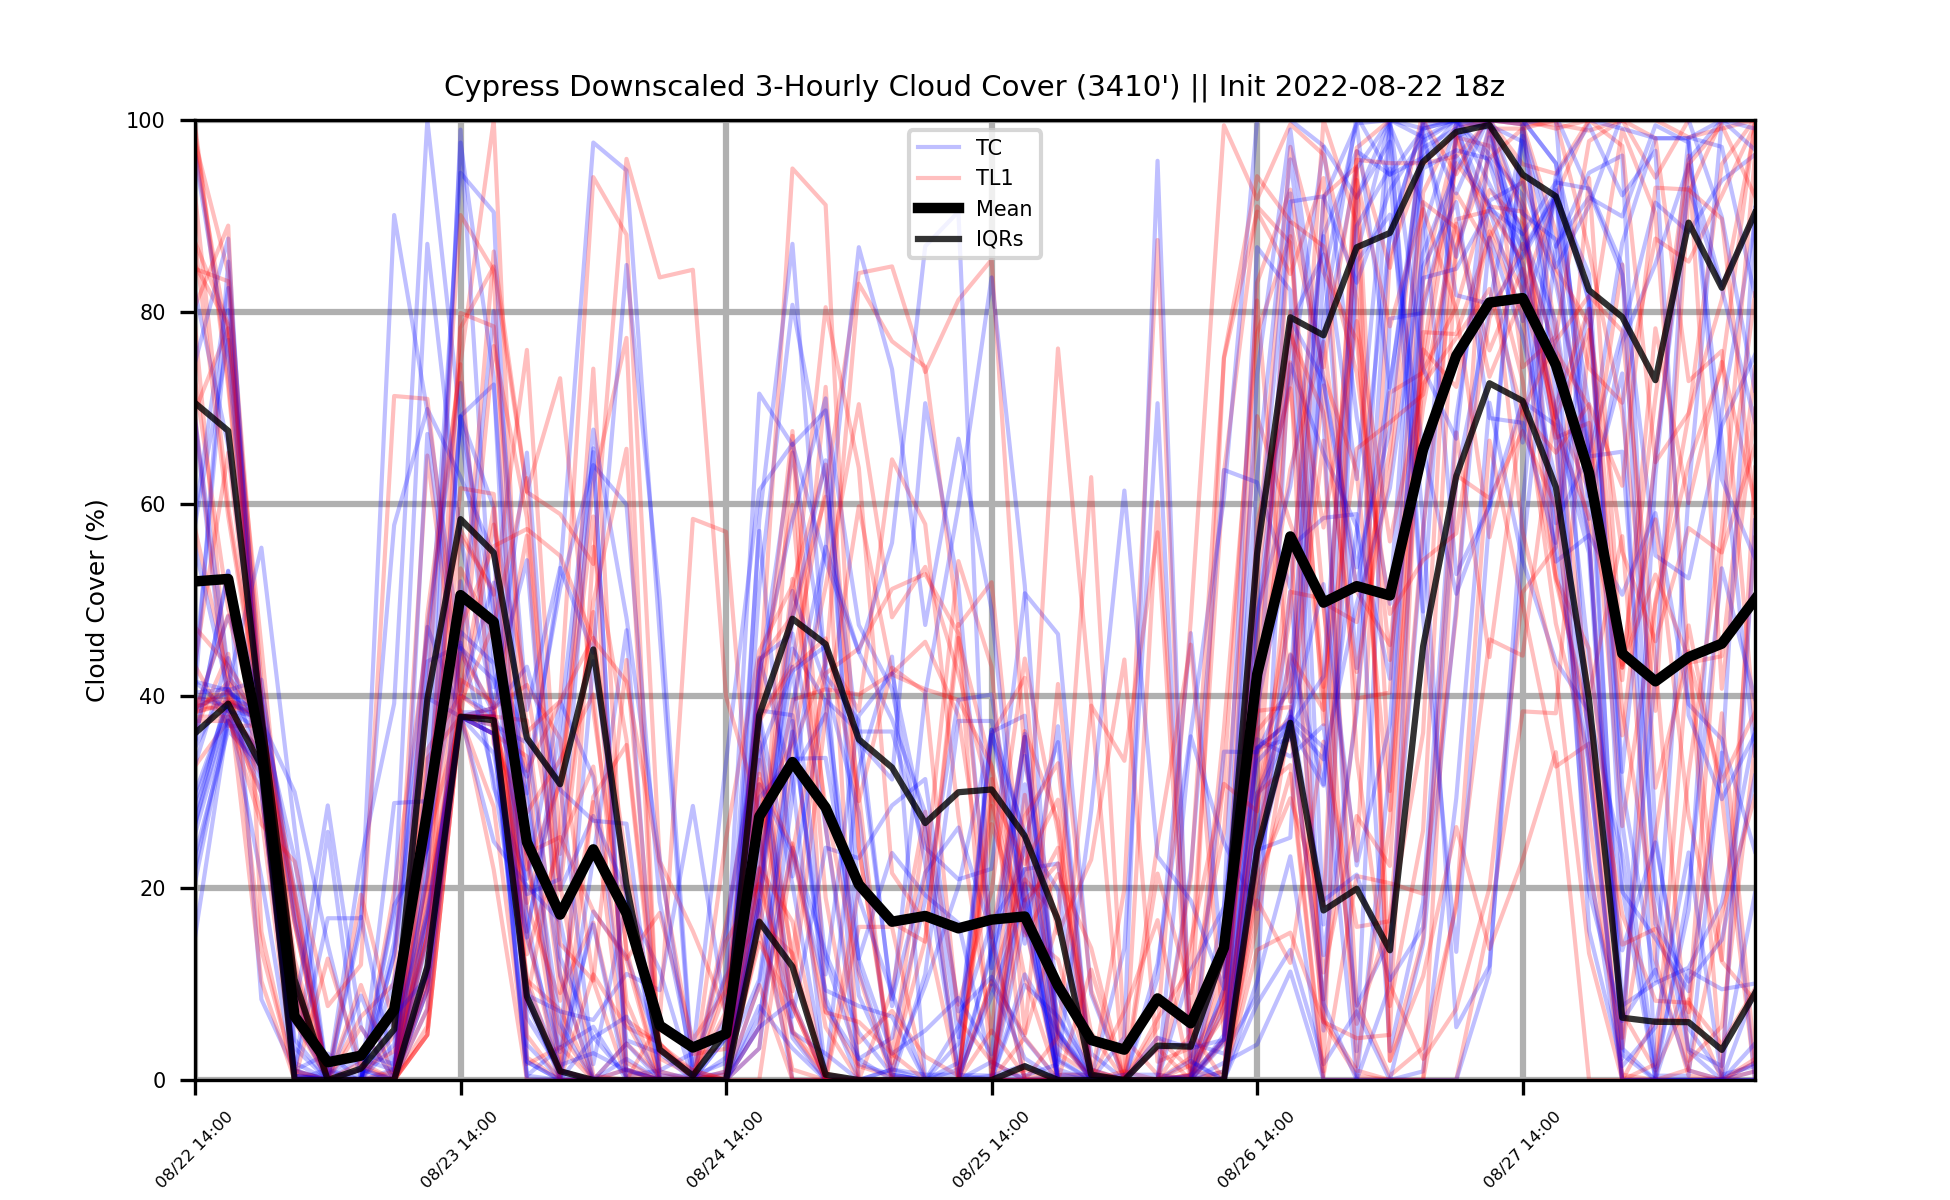 Cypress Downscaled 3-Hourly Cloud Cover (3410') || Init 2022-08-22 18z
TC
TL1
Mean
IQRs
Cloud Cover (%)
100
80
60
40
20
0
08/22 14:00
08/23 14:00
08/24 14:00
08/25 14:00
08/26 14:00
08/27 14:00